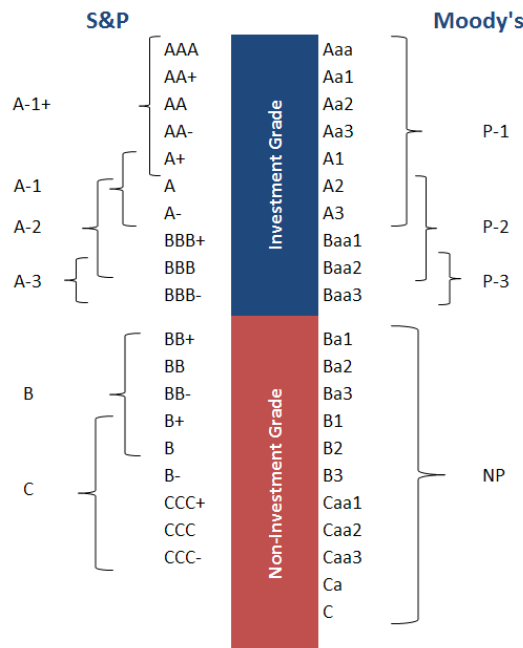 S&P Moody's
AAA Aaa
AA+ Aa1
A-1+ AA Aa2
AA- Aa3 P-1
A+ A1
A-1 A A2
A- A3
A-2 P-2
BBB+ Baa1
BBB Baa2
A-3 P-3
BBB- Baa3
Investment Grade
BB+ Ba1
BB Ba2
B BB- Ba3
B+ B1
B B2
B- B3 NP
C
CCC+ Caa1
CCC Caa2
CCC- Caa3
Ca
C
Non-Investment Grade